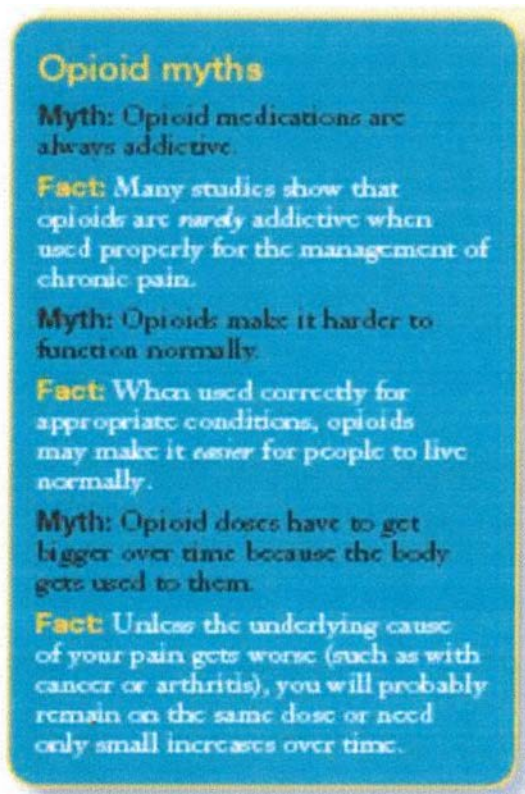 Opioid myths
Myth: Opioid medications are
always addictive.
Fact: Many studies show that
opioids are rarely addictive when
used properly for the management of
chronic pain.
Myth: Opioids make it harder to
function normally.
Fact: When used correctly for
appropriate conditions, opioids
may make it easier for people to live
normally.
Myth: Opioid doses have to get
bigger over time because the body
gets used to them.
Fact: Unless the underlying cause
of your pain gets worse (such as with
cancer or arthritis), you will probably
remain on the same dose or need
only small increases over time.